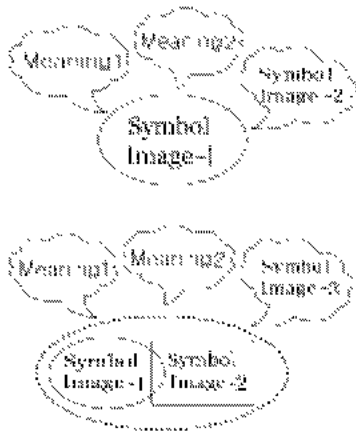 Meaning1
Meaning2
Symbol
Image-2
Symbol
Image-1
Meaning1
Meaning2
Symbol
Image-3
Symbol
Image-1
Symbol
Image-2